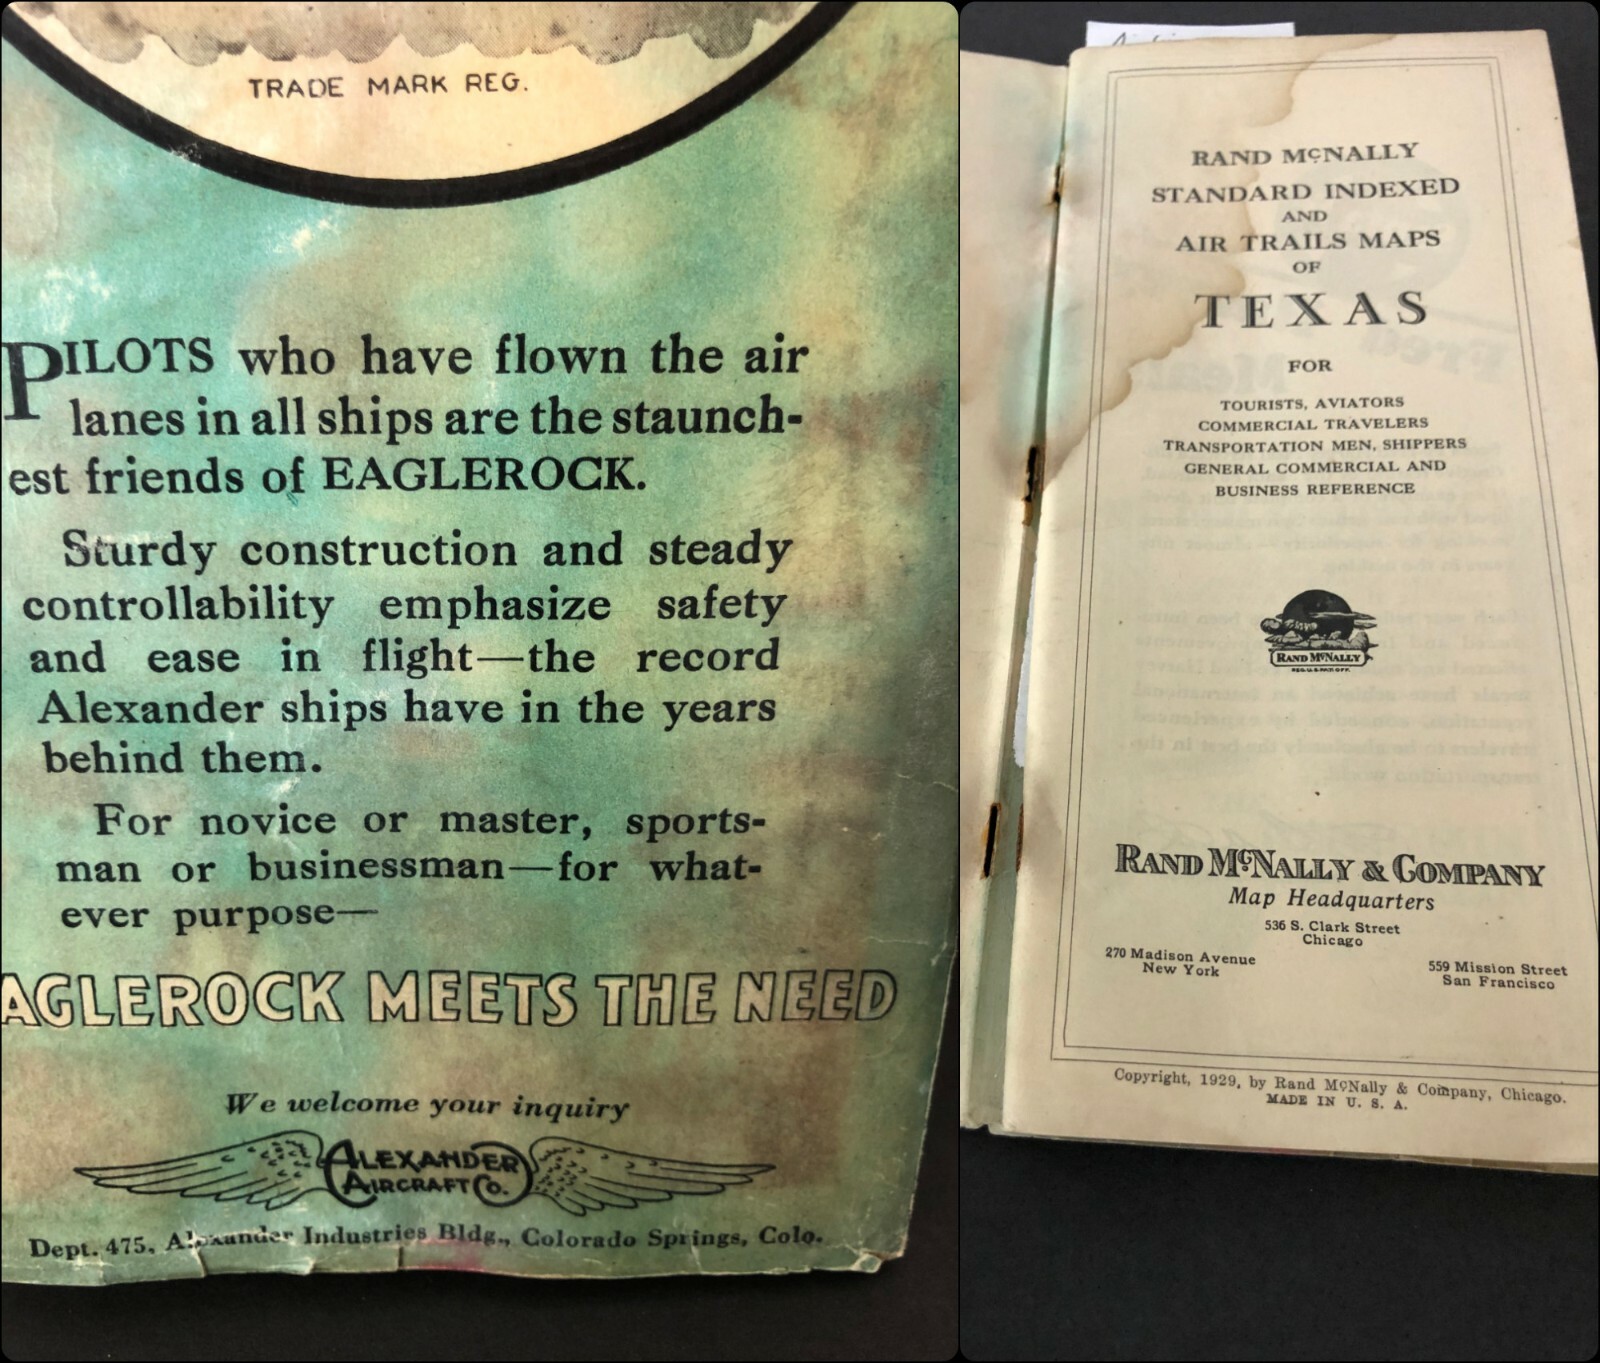 TRADE MARK REG.
PILOTS who have flown the air
lanes in all ships are the staunch-
est friends of EAGLEROCK.
Sturdy construction and steady
controllability emphasize safety
and ease in flight—the record
Alexander ships have in the years
behind them.
For novice or master, sports-
man or businessman—for what-
ever purpose—
AGLEROCK MEETS THE NEED
We welcome your inquiry
ALEXANDER
AIRCRAFT CO.
Dept. 475, Alexander Industries Bldg., Colorado Springs, Colo.
RAND McNALLY
STANDARD INDEXED
AND
AIR TRAILS MAPS
OF
TEXAS
FOR
TOURISTS, AVIATORS
COMMERCIAL TRAVELERS
TRANSPORTATION MEN, SHIPPERS
GENERAL COMMERCIAL AND
BUSINESS REFERENCE
RAND McNALLY
REG. U.S. PAT. OFF.
RAND McNALLY & COMPANY
Map Headquarters
536 S. Clark Street
Chicago
270 Madison Avenue
New York
559 Mission Street
San Francisco
Copyright, 1929, by Rand McNally & Company, Chicago.
MADE IN U. S. A.